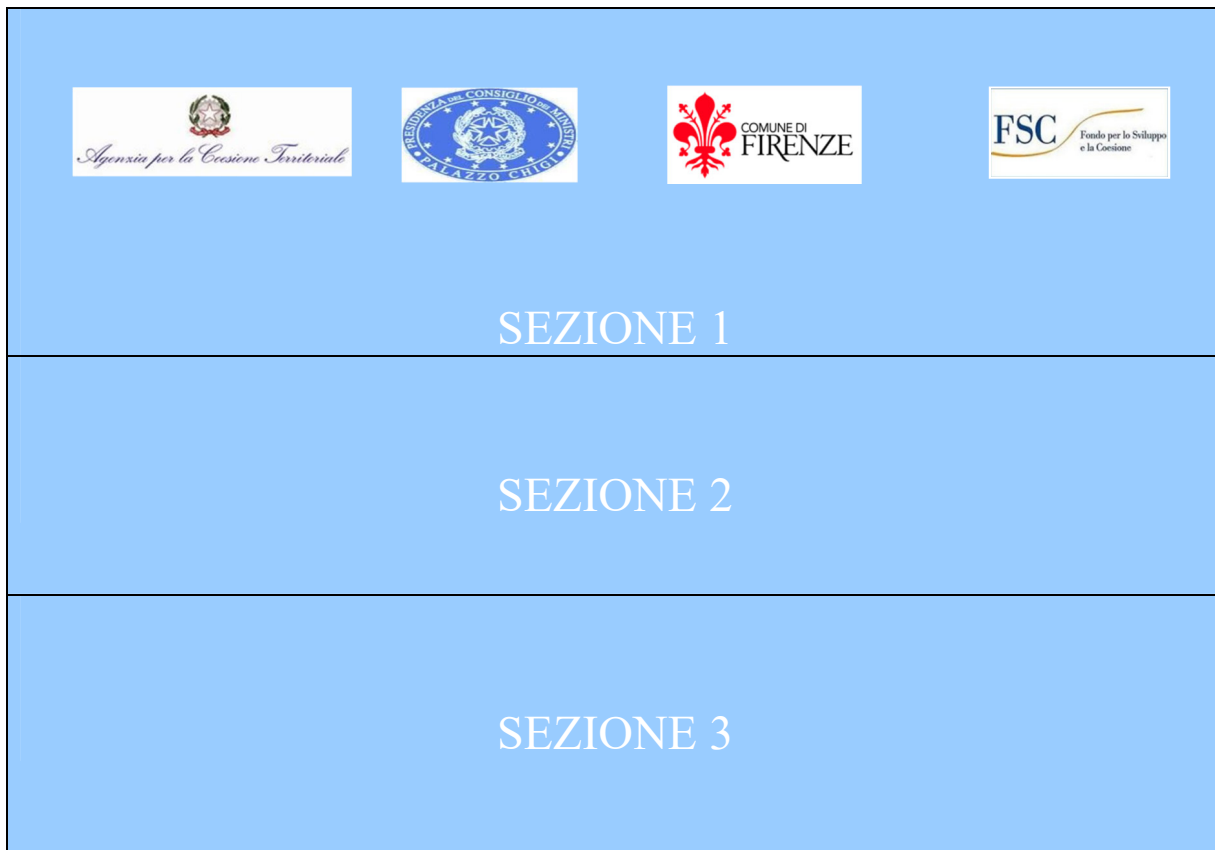 Agenzia per la Coesione Territoriale
PRESIDENZA DEL CONSIGLIO DEI MINISTRI
PALAZZO CHIGI
COMUNE DI
FIRENZE
FSC
Fondo per lo Sviluppo
e la Coesione
SEZIONE 1
SEZIONE 2
SEZIONE 3